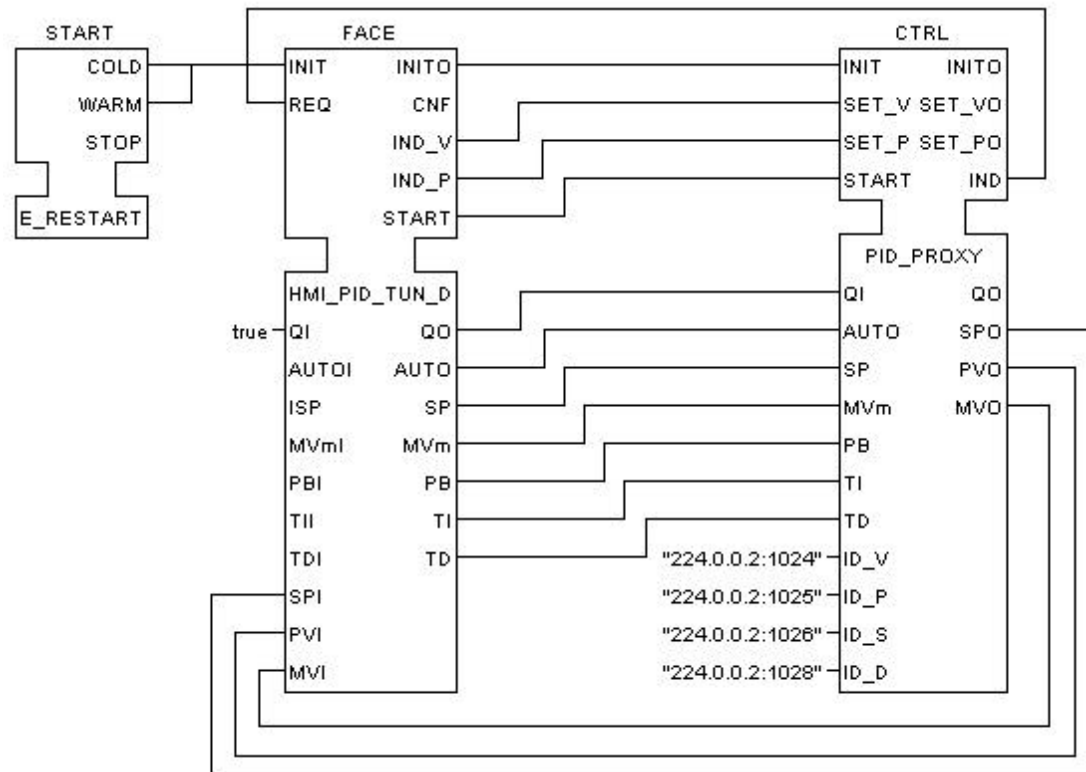 START
COLD
WARM
STOP
E_RESTART
FACE
INIT INITO
REQ CNF
IND_V
IND_P
START
HMI_PID_TUN_D
true QI QO
AUTOI AUTO
ISP SP
MVmI MVm
PBI PB
TII TI
TDI TD
SPI
PVI
MVI
CTRL
INIT INITO
SET_V SET_VO
SET_P SET_PO
START IND
PID_PROXY
QI QO
AUTO SPO
SP PVO
MVm MVO
PB
TI
TD
"224.0.0.2:1024" ID_V
"224.0.0.2:1025" ID_P
"224.0.0.2:1026" ID_S
"224.0.0.2:1028" ID_D